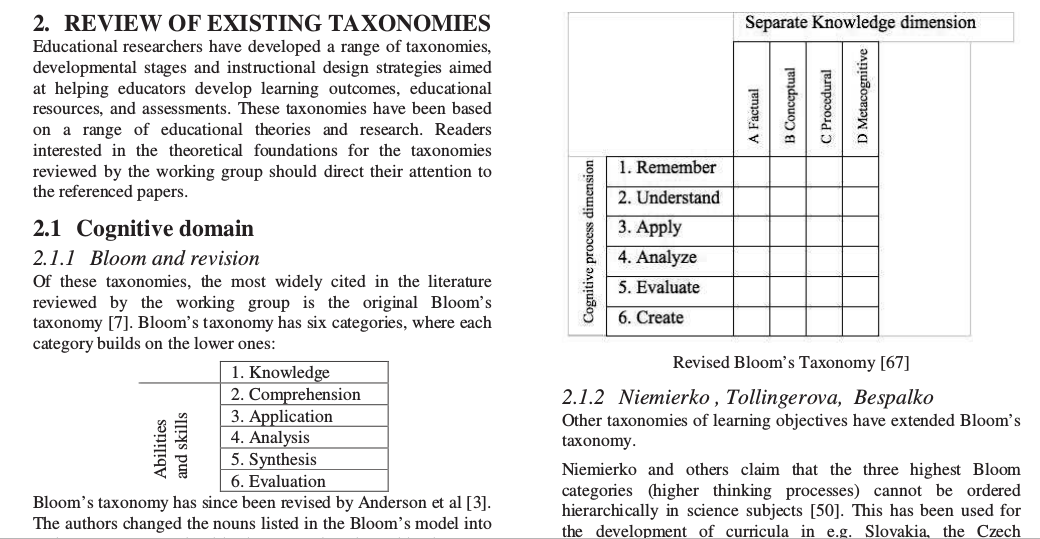 2. REVIEW OF EXISTING TAXONOMIES
Educational researchers have developed a range of taxonomies,
developmental stages and instructional design strategies aimed
at helping educators develop learning outcomes, educational
resources, and assessments. These taxonomies have been based
on a range of educational theories and research. Readers
interested in the theoretical foundations for the taxonomies
reviewed by the working group should direct their attention to
the referenced papers.
2.1 Cognitive domain
2.1.1 Bloom and revision
Of these taxonomies, the most widely cited in the literature
reviewed by the working group is the original Bloom's
taxonomy [7]. Bloom's taxonomy has six categories, where each
category builds on the lower ones:
1. Knowledge
Abilities
and skills
2. Comprehension
3. Application
4. Analysis
5. Synthesis
6. Evaluation
Bloom's taxonomy has since been revised by Anderson et al [3].
The authors changed the nouns listed in the Bloom's model into
Separate Knowledge dimension
A Factual
B Conceptual
C Procedural
D Metacognitive
Cognitive process dimension
1. Remember
2. Understand
3. Apply
4. Analyze
5. Evaluate
6. Create
Revised Bloom's Taxonomy [67]
2.1.2 Niemierko , Tollingerova, Bespalko
Other taxonomies of learning objectives have extended Bloom's
taxonomy.
Niemierko and others claim that the three highest Bloom
categories (higher thinking processes) cannot be ordered
hierarchically in science subjects [50]. This has been used for
the development of curricula in e.g. Slovakia, the Czech